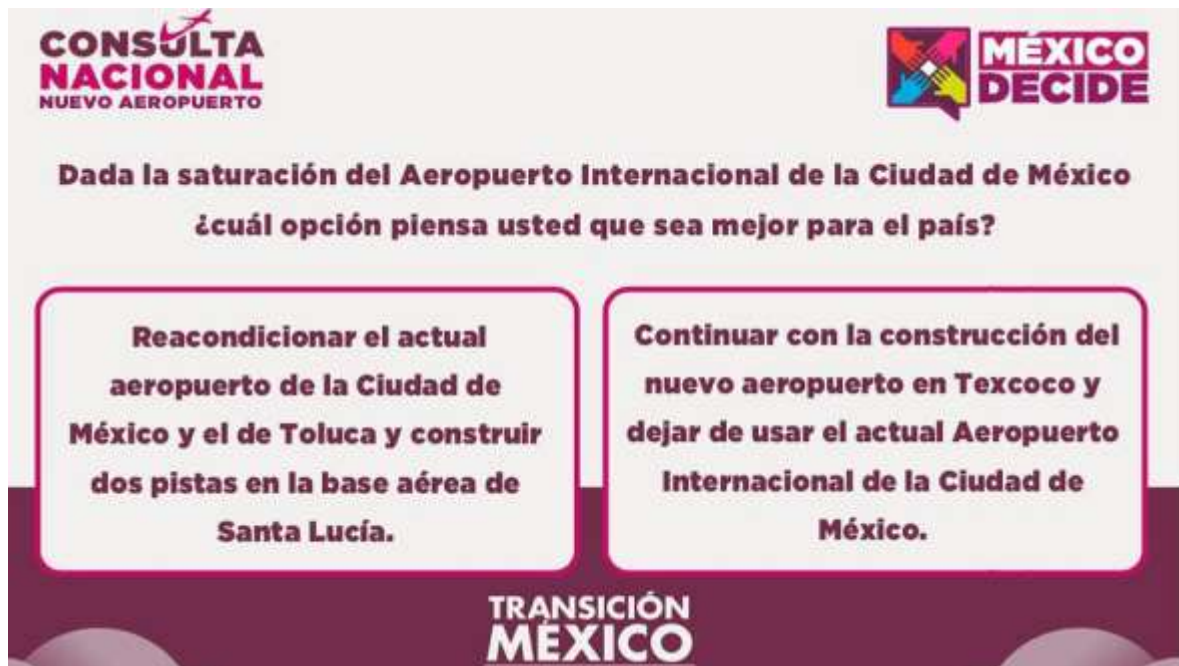 CONSULTA
NACIONAL
NUEVO AEROPUERTO
MÉXICO
DECIDE
Dada la saturación del Aeropuerto Internacional de la Ciudad de México
¿cuál opción piensa usted que sea mejor para el país?
Reacondicionar el actual
aeropuerto de la Ciudad de
México y el de Toluca y construir
dos pistas en la base aérea de
Santa Lucía.
Continuar con la construcción del
nuevo aeropuerto en Texcoco y
dejar de usar el actual Aeropuerto
Internacional de la Ciudad de
México.
TRANSICIÓN
MÉXICO